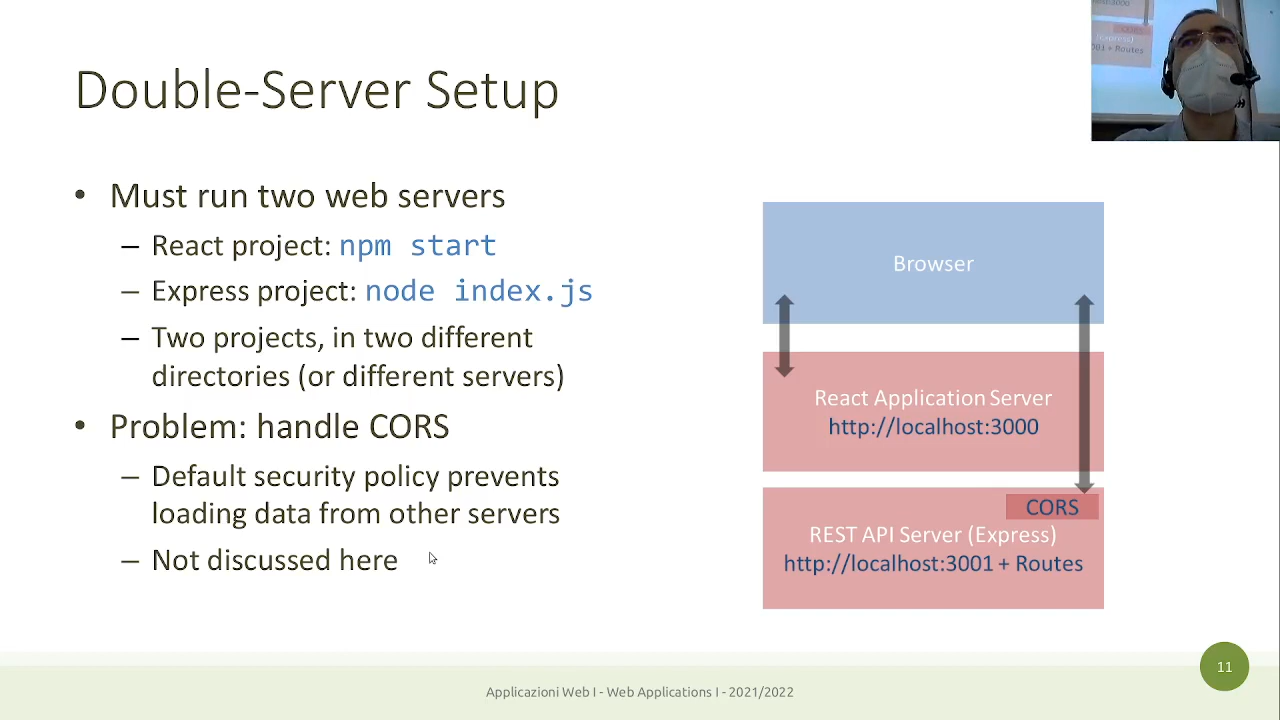 Double-Server Setup
• Must run two web servers
– React project: npm start
– Express project: node index.js
– Two projects, in two different
directories (or different servers)
• Problem: handle CORS
– Default security policy prevents
loading data from other servers
– Not discussed here
Browser
React Application Server
http://localhost:3000
CORS
REST API Server (Express)
http://localhost:3001 + Routes
11
Applicazioni Web I - Web Applications I - 2021/2022